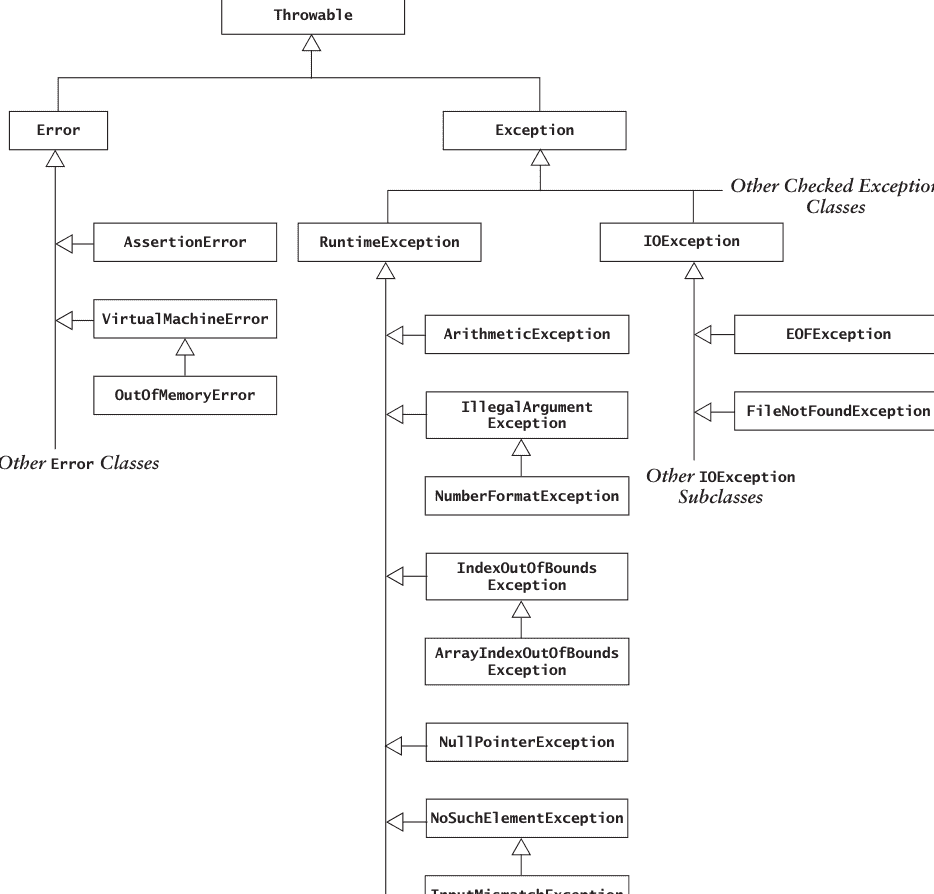 Throwable
Error
Exception
Other Checked Exception
Classes
AssertionError
RuntimeException
IOException
VirtualMachineError
ArithmeticException
EOFException
OutOfMemoryError
IllegalArgument
Exception
FileNotFoundException
Other Error Classes
Other IOException
Subclasses
NumberFormatException
IndexOutOfBounds
Exception
ArrayIndexOutOfBounds
Exception
NullPointerException
NoSuchElementException
InputMismatchException